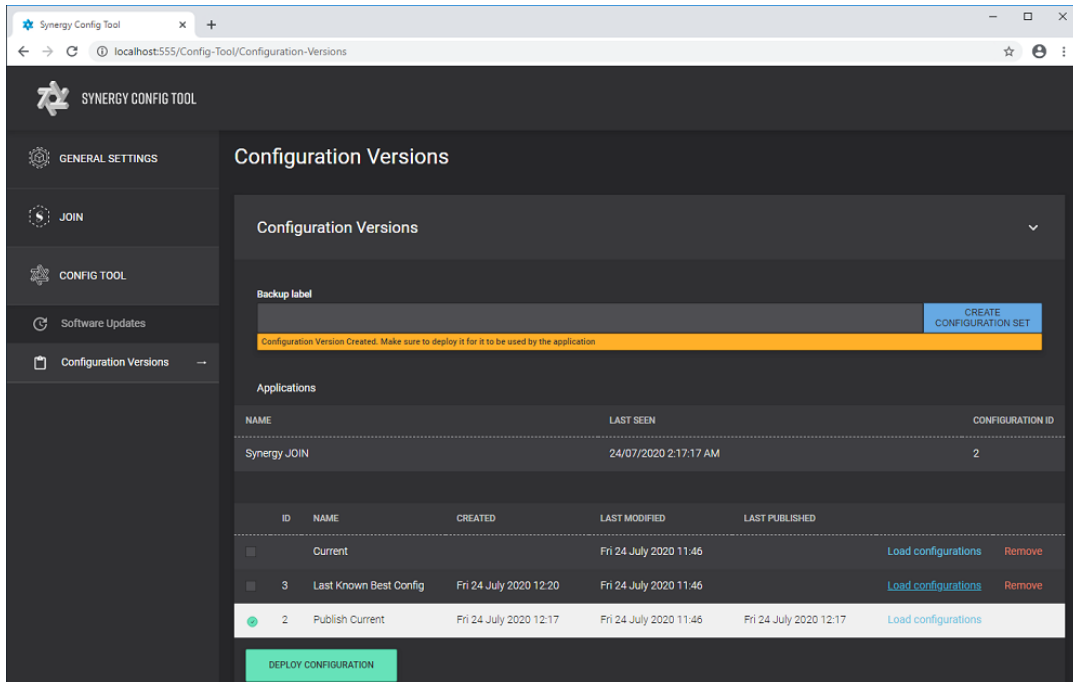 Synergy Config Tool
localhost:555/Config-Tool/Configuration-Versions
SYNERGY CONFIG TOOL
GENERAL SETTINGS
JOIN
CONFIG TOOL
Software Updates
Configuration Versions →
Configuration Versions
Configuration Versions
Backup label
CREATE
CONFIGURATION SET
Configuration Version Created. Make sure to deploy it for it to be used by the application
Applications
NAME LAST SEEN CONFIGURATION ID
Synergy JOIN 24/07/2020 2:17:17 AM 2
ID NAME CREATED LAST MODIFIED LAST PUBLISHED
Current Fri 24 July 2020 11:46 Load configurations Remove
3 Last Known Best Config Fri 24 July 2020 12:20 Fri 24 July 2020 11:46 Load configurations Remove
2 Publish Current Fri 24 July 2020 12:17 Fri 24 July 2020 11:46 Fri 24 July 2020 12:17 Load configurations
DEPLOY CONFIGURATION